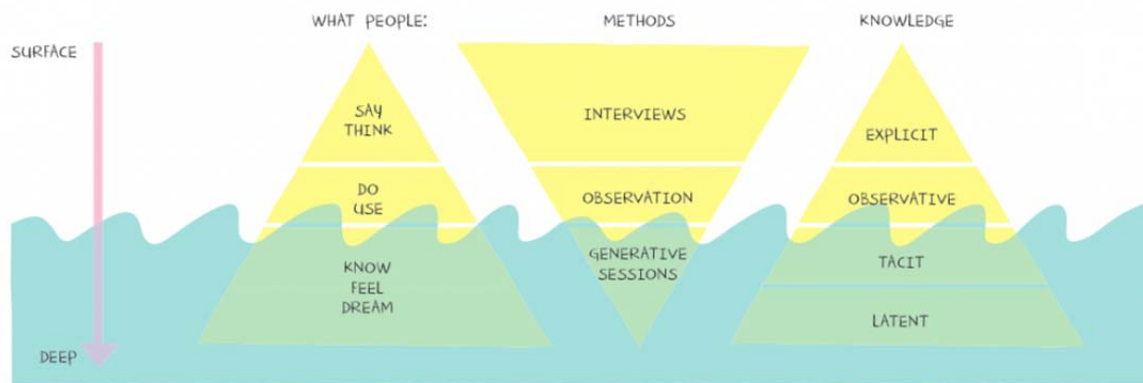 WHAT PEOPLE:
METHODS
KNOWLEDGE
SURFACE
SAY
THINK
INTERVIEWS
EXPLICIT
DO
USE
OBSERVATION
OBSERVATIVE
KNOW
FEEL
DREAM
GENERATIVE
SESSIONS
TACIT
LATENT
DEEP